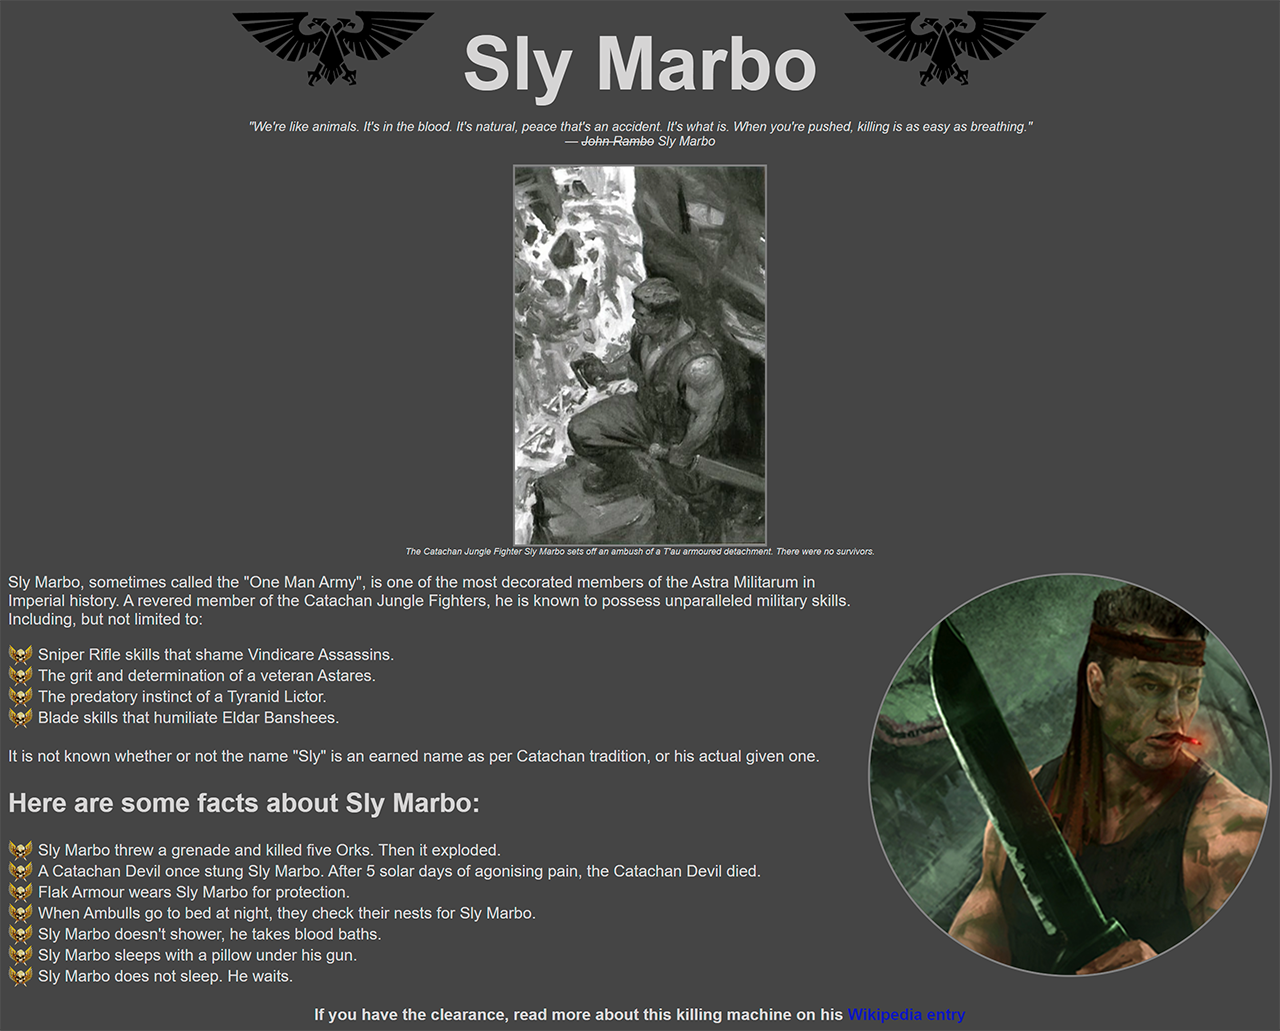 Sly Marbo
"We're like animals. It's in the blood. It's natural, peace that's an accident. It's what is. When you're pushed, killing is as easy as breathing."
— John Rambo Sly Marbo
The Catachan Jungle Fighter Sly Marbo sets off an ambush of a T'au armoured detachment. There were no survivors.
Sly Marbo, sometimes called the "One Man Army", is one of the most decorated members of the Astra Militarum in
Imperial history. A revered member of the Catachan Jungle Fighters, he is known to possess unparalleled military skills.
Including, but not limited to:
Sniper Rifle skills that shame Vindicare Assassins.
The grit and determination of a veteran Astares.
The predatory instinct of a Tyranid Lictor.
Blade skills that humiliate Eldar Banshees.
It is not known whether or not the name "Sly" is an earned name as per Catachan tradition, or his actual given one.
Here are some facts about Sly Marbo:
Sly Marbo threw a grenade and killed five Orks. Then it exploded.
A Catachan Devil once stung Sly Marbo. After 5 solar days of agonising pain, the Catachan Devil died.
Flak Armour wears Sly Marbo for protection.
When Ambulls go to bed at night, they check their nests for Sly Marbo.
Sly Marbo doesn't shower, he takes blood baths.
Sly Marbo sleeps with a pillow under his gun.
Sly Marbo does not sleep. He waits.
If you have the clearance, read more about this killing machine on his Wikipedia entry